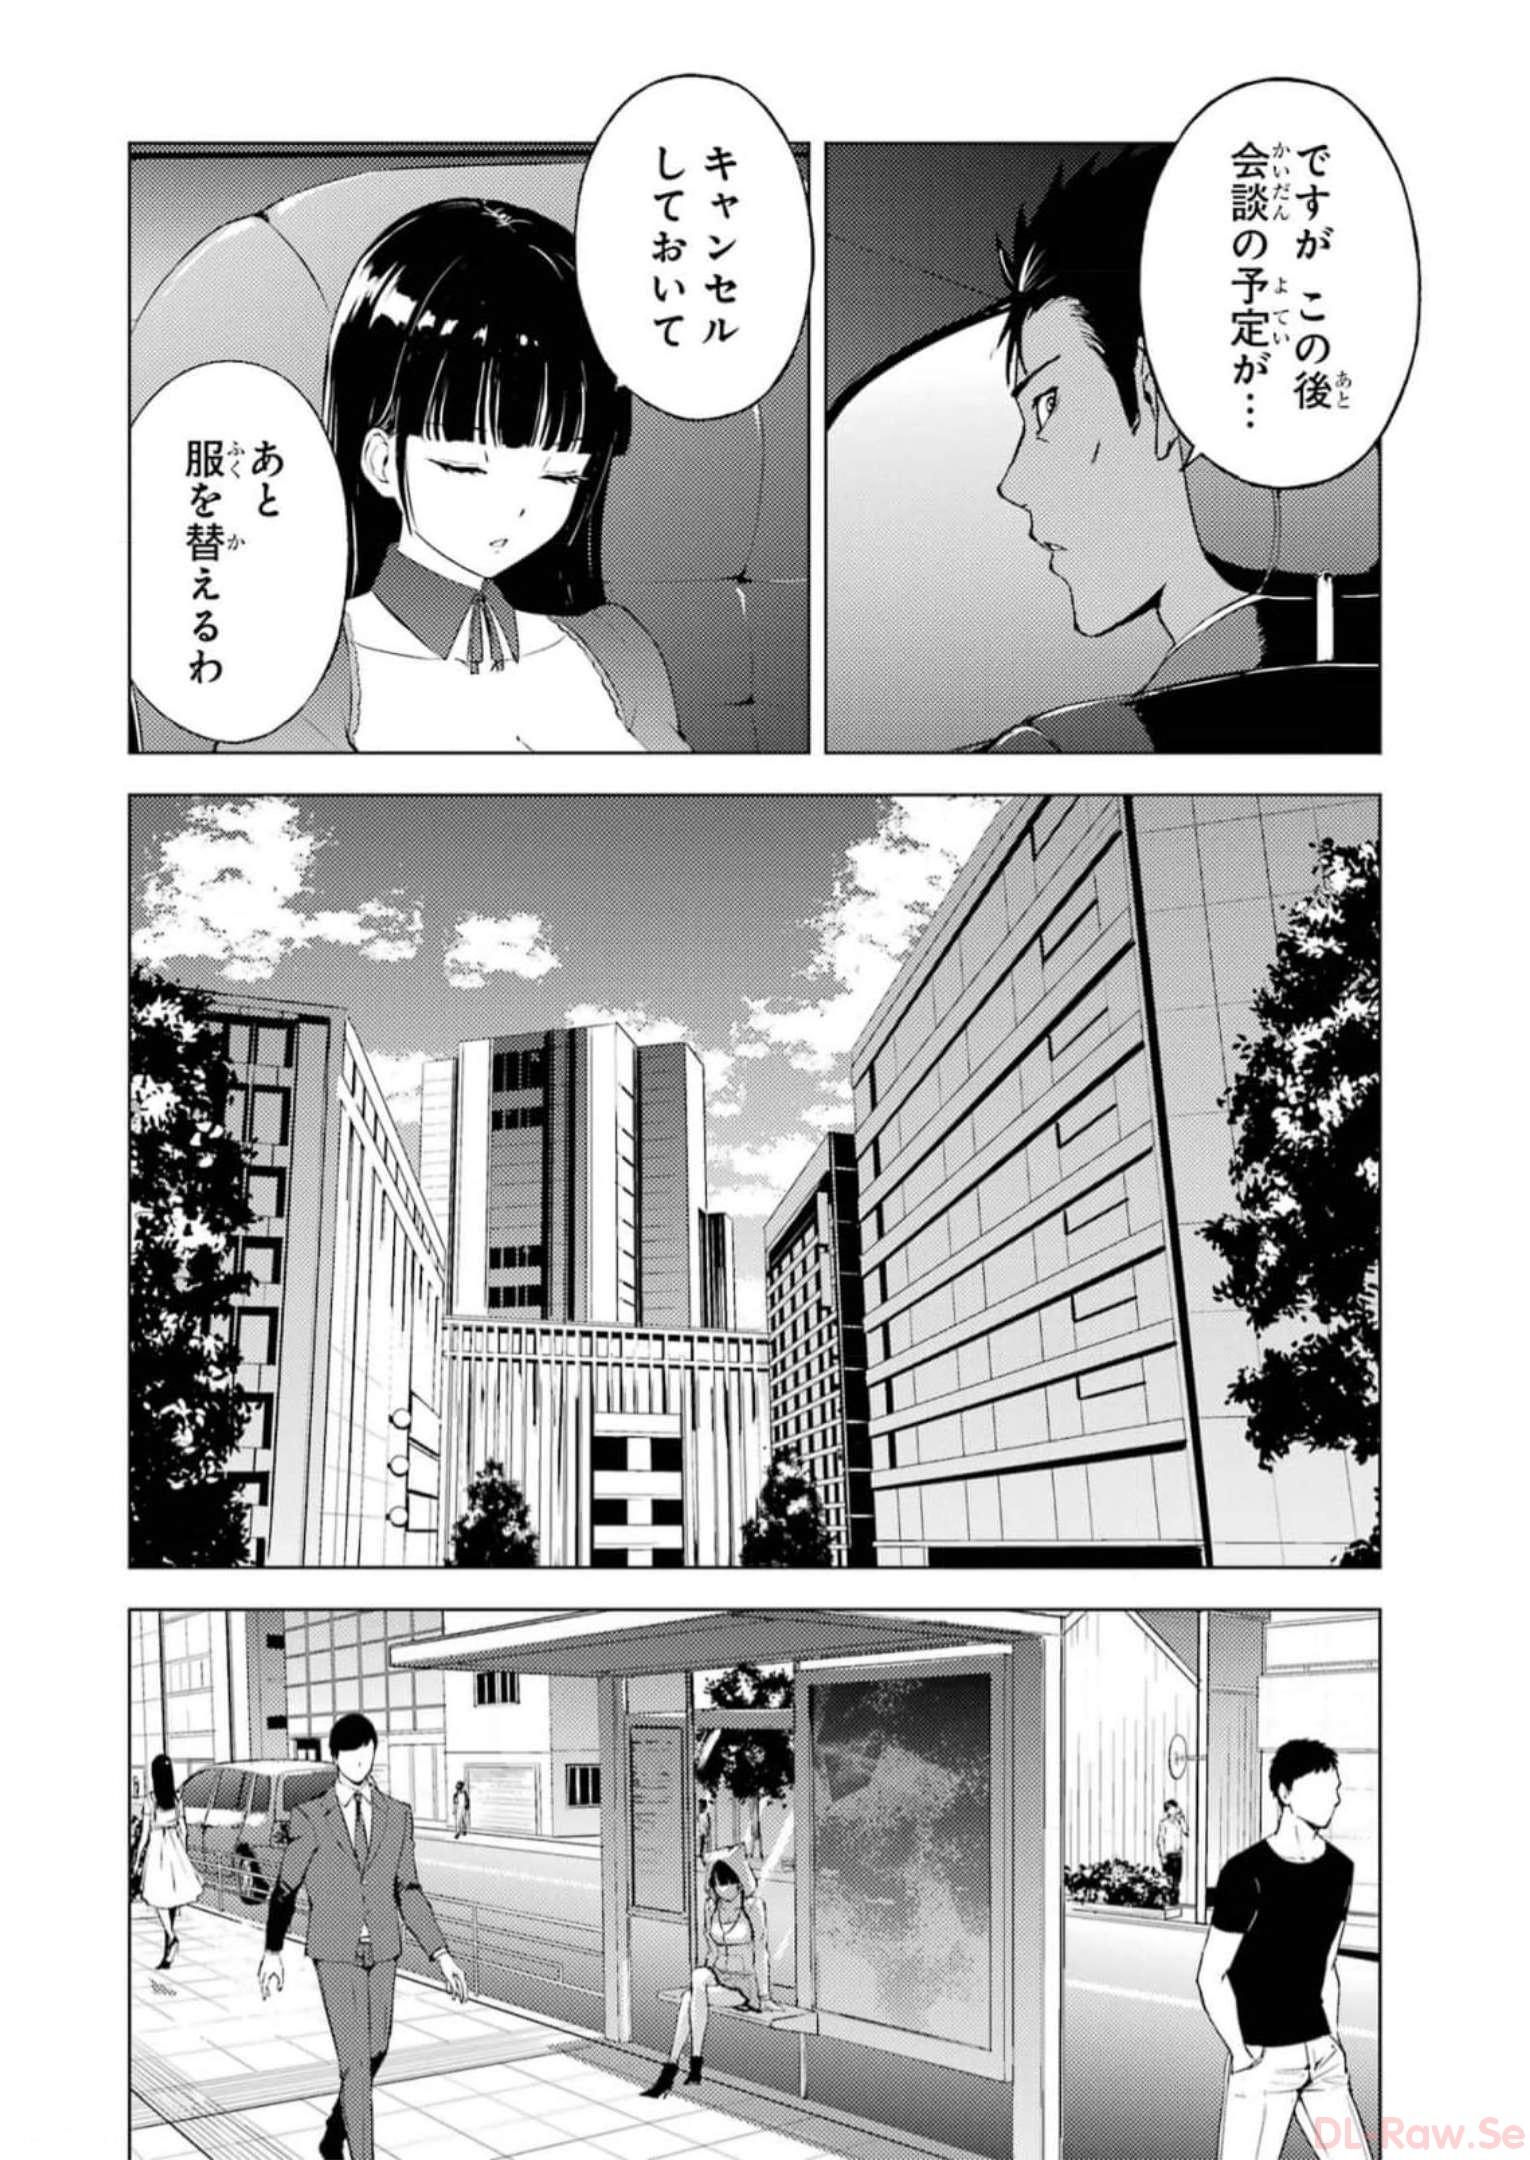 ですが この後
会談の予定が…
キャンセル
しておいて
あと
服を替えるわ
DL-Raw.Se